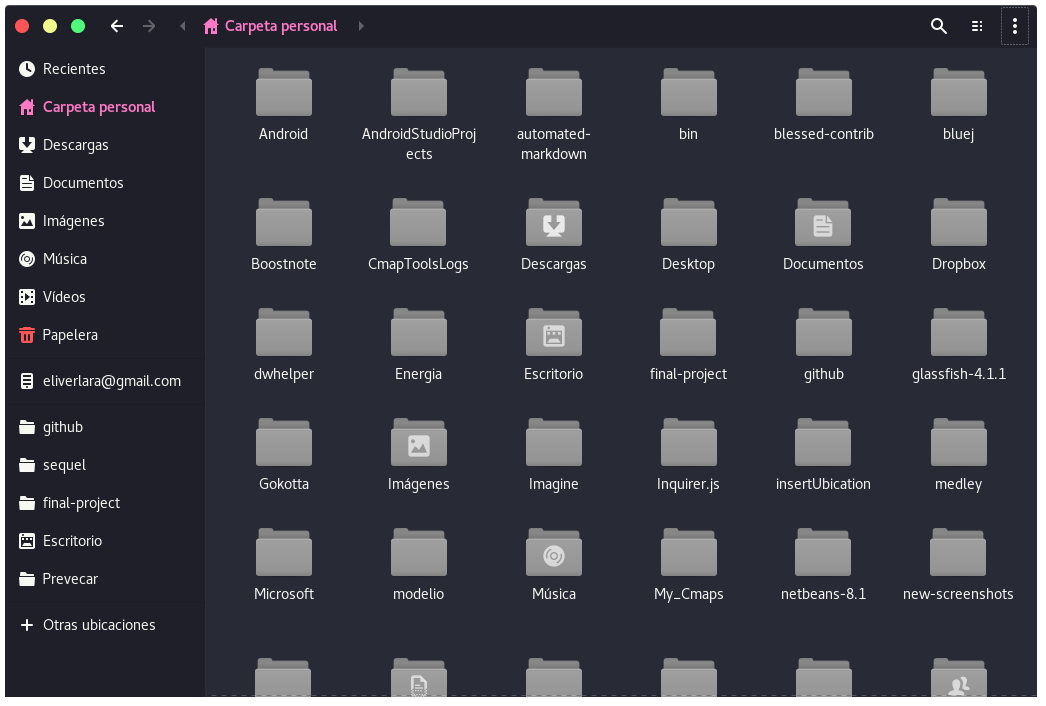 Carpeta personal
Recientes
Carpeta personal
Descargas
Documentos
Imágenes
Música
Vídeos
Papelera
eliverlara@gmail.com
github
sequel
final-project
Escritorio
Prevecar
Otras ubicaciones
Android
AndroidStudioProj
ects
automated-
markdown
bin
blessed-contrib
bluej
Boostnote
CmapToolsLogs
Descargas
Desktop
Documentos
Dropbox
dwhelper
Energia
Escritorio
final-project
github
glassfish-4.1.1
Gokotta
Imágenes
Imagine
Inquirer.js
insertUbication
medley
Microsoft
modelio
Música
My_Cmaps
netbeans-8.1
new-screenshots